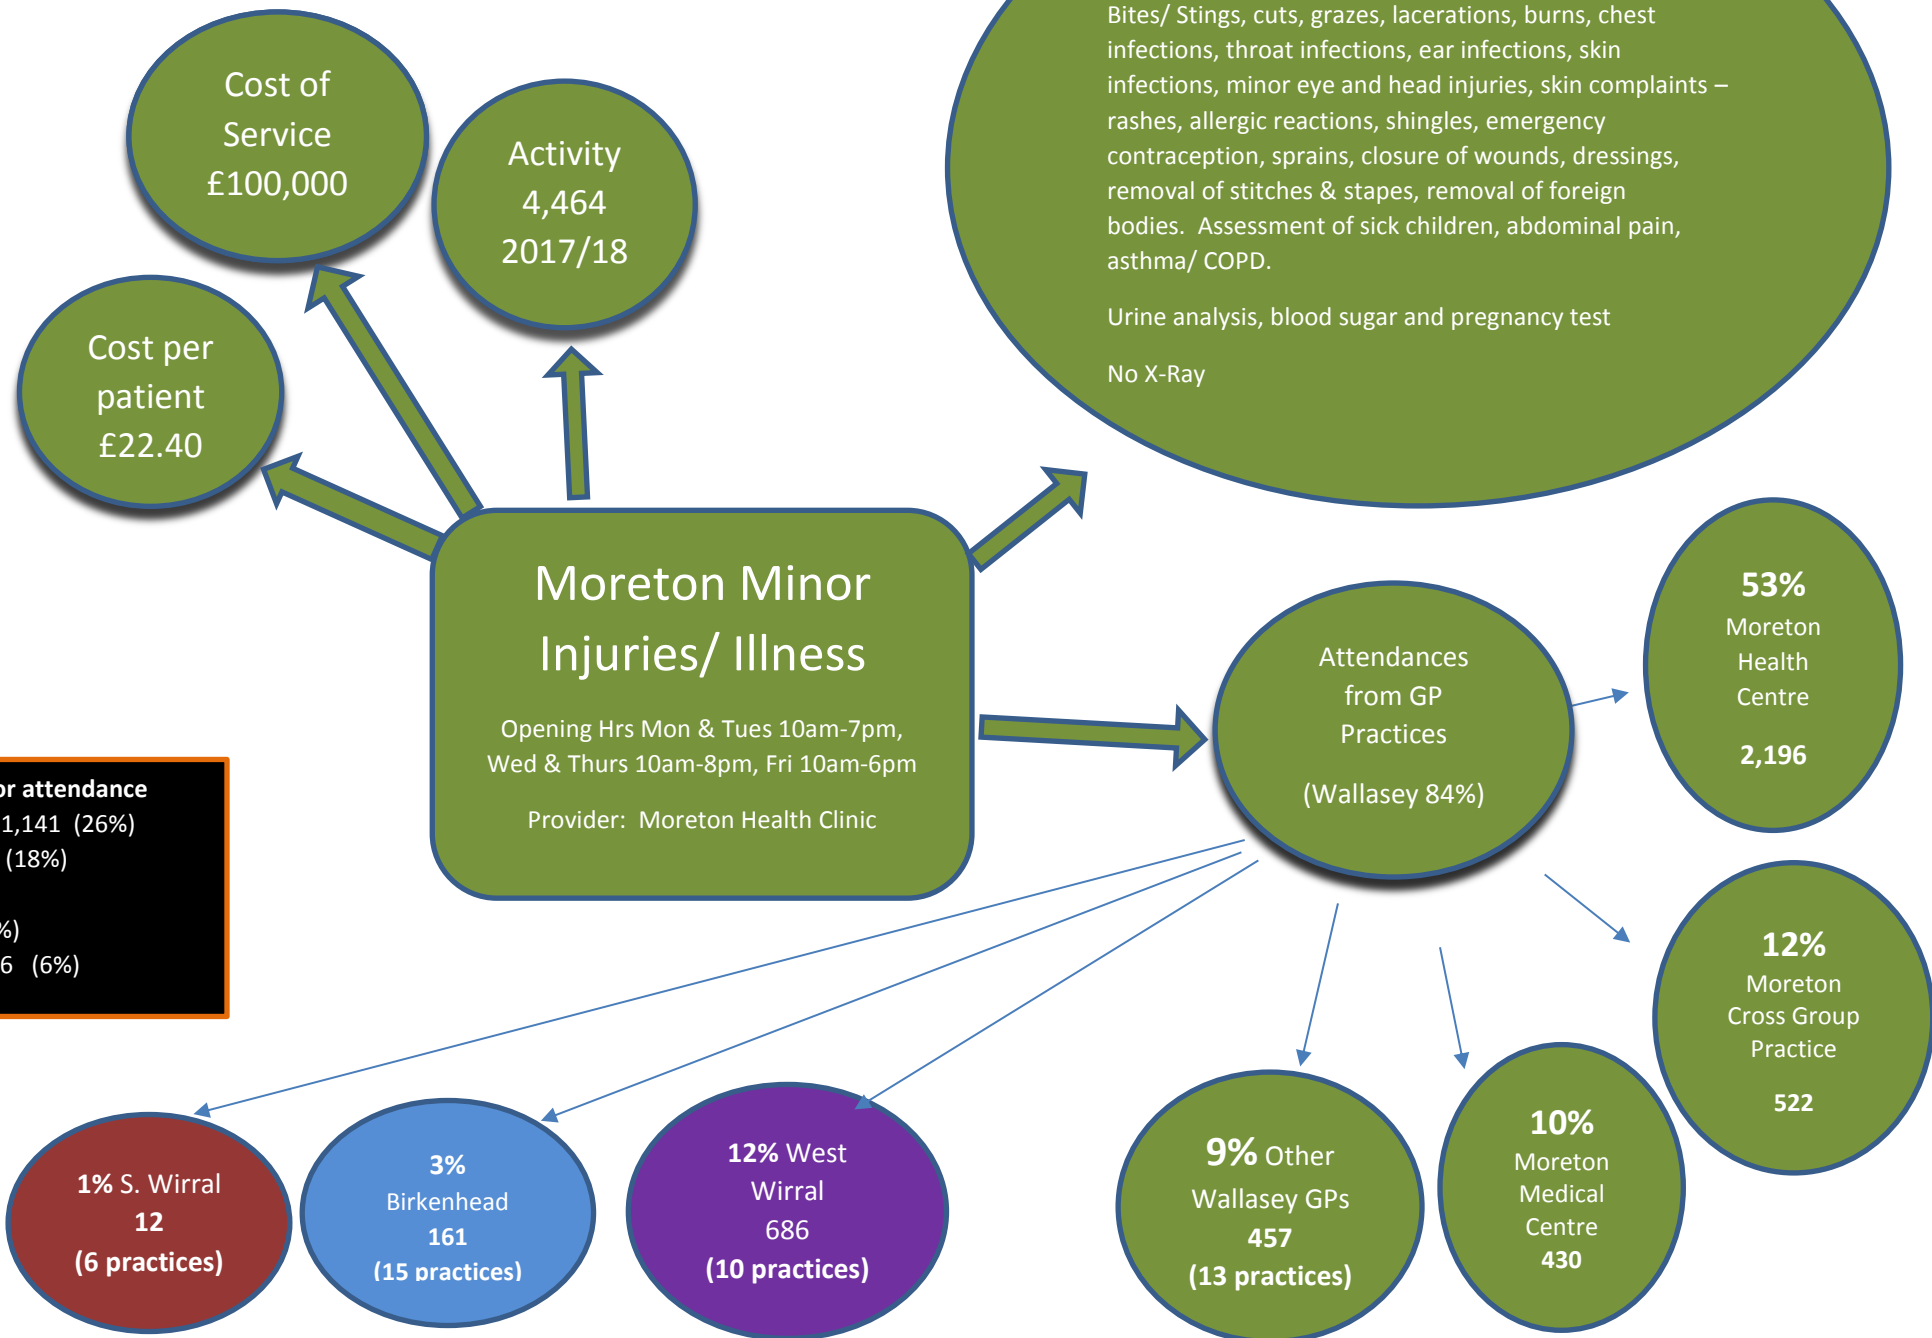 Bites/ Stings, cuts, grazes, lacerations, burns, chest
infections, throat infections, ear infections, skin
infections, minor eye and head injuries, skin complaints –
rashes, allergic reactions, shingles, emergency
contraception, sprains, closure of wounds, dressings,
removal of stitches & stapes, removal of foreign
bodies. Assessment of sick children, abdominal pain,
asthma/ COPD.
Urine analysis, blood sugar and pregnancy test
No X-Ray
Cost of
Service
£100,000
Activity
4,464
2017/18
Cost per
patient
£22.40
Moreton Minor
Injuries/ Illness
Opening Hrs Mon & Tues 10am-7pm,
Wed & Thurs 10am-8pm, Fri 10am-6pm
Provider: Moreton Health Clinic
Attendances
from GP
Practices
(Wallasey 84%)
53%
Moreton
Health
Centre
2,196
or attendance
1,141 (26%)
(18%)
%)
6 (6%)
12%
Moreton
Cross Group
Practice
522
1% S. Wirral
12
(6 practices)
3%
Birkenhead
161
(15 practices)
12% West
Wirral
686
(10 practices)
9% Other
Wallasey GPs
457
(13 practices)
10%
Moreton
Medical
Centre
430